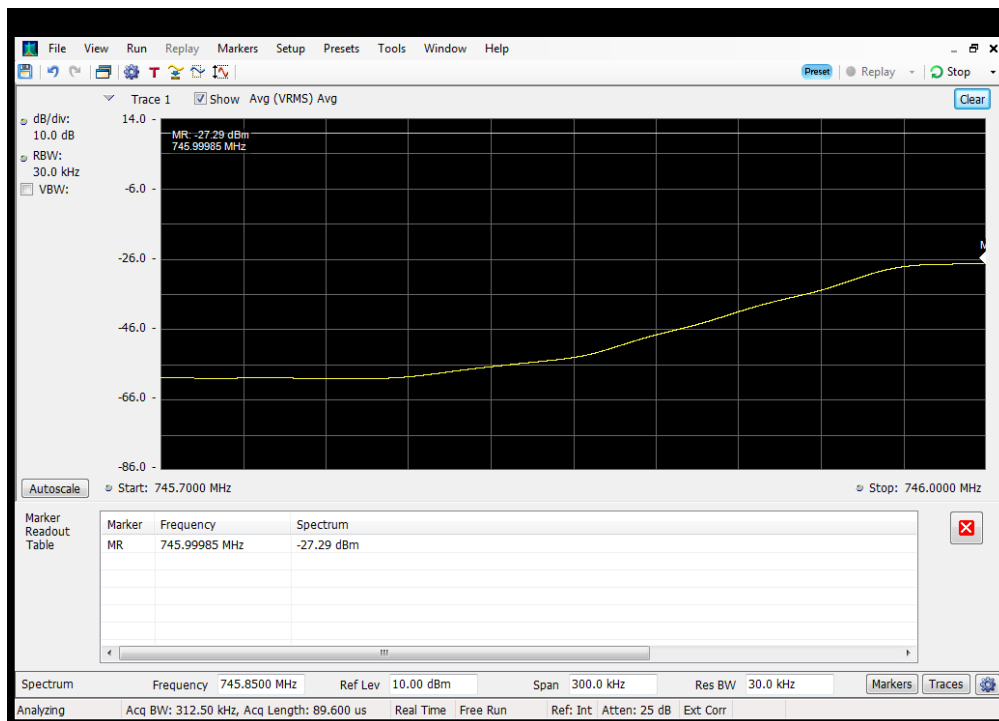 File View Run Replay Markers Setup Presets Tools Window Help
Preset Replay Stop
Trace 1 Show Avg (VRMS) Avg Clear
dB/div:
10.0 dB
RBW:
30.0 kHz
VBW:
14.0
-6.0
-26.0
-46.0
-66.0
-86.0
MR: -27.29 dBm
745.99985 MHz
M
Autoscale Start: 745.7000 MHz Stop: 746.0000 MHz
Marker
Readout
Table
Marker Frequency Spectrum
MR 745.99985 MHz -27.29 dBm
Spectrum Frequency 745.8500 MHz Ref Lev 10.00 dBm Span 300.0 kHz Res BW 30.0 kHz Markers Traces
Analyzing Acq BW: 312.50 kHz, Acq Length: 89.600 us Real Time Free Run Ref: Int Atten: 25 dB Ext Corr